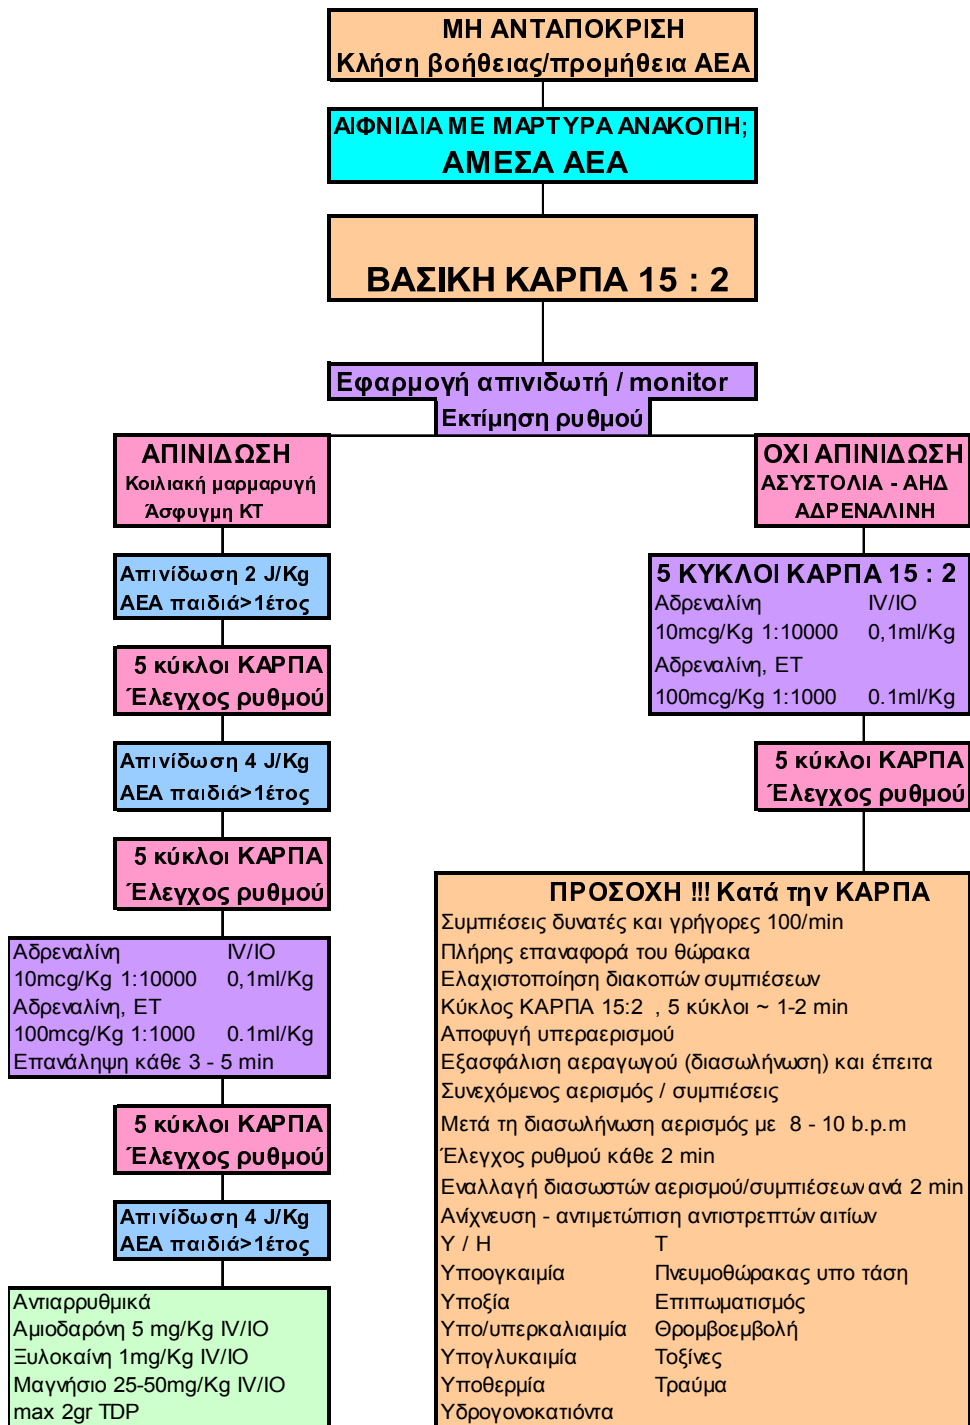 ΜΗ ΑΝΤΑΠΟΚΡΙΣΗ
Κλήση βοήθειας/προμήθεια ΑΕΑ
ΑΙΦΝΙΔΙΑ ΜΕ ΜΑΡΤΥΡΑ ΑΝΑΚΟΠΗ;
ΑΜΕΣΑ ΑΕΑ
ΒΑΣΙΚΗ ΚΑΡΠΑ 15 : 2
Εφαρμογή απινιδωτή / monitor
Εκτίμηση ρυθμού
ΑΠΙΝΙΔΩΣΗ
Κοιλιακή μαρμαρυγή
Άσφυγμη ΚΤ
Απινίδωση 2 J/Kg
ΑΕΑ παιδιά>1έτος
5 κύκλοι ΚΑΡΠΑ
Έλεγχος ρυθμού
Απινίδωση 4 J/Kg
ΑΕΑ παιδιά>1έτος
5 κύκλοι ΚΑΡΠΑ
Έλεγχος ρυθμού
Αδρεναλίνη IV/IO
10mcg/Kg 1:10000 0,1ml/Kg
Αδρεναλίνη, ET
100mcg/Kg 1:1000 0.1ml/Kg
Επανάληψη κάθε 3 - 5 min
5 κύκλοι ΚΑΡΠΑ
Έλεγχος ρυθμού
Απινίδωση 4 J/Kg
ΑΕΑ παιδιά>1έτος
Αντιαρρυθμικά
Αμιοδαρόνη 5 mg/Kg IV/IO
Ξυλοκαίνη 1mg/Kg IV/IO
Μαγνήσιο 25-50mg/Kg IV/IO
max 2gr TDP
ΟΧΙ ΑΠΙΝΙΔΩΣΗ
ΑΣΥΣΤΟΛΙΑ - ΑΗΔ
ΑΔΡΕΝΑΛΙΝΗ
5 ΚΥΚΛΟΙ ΚΑΡΠΑ 15 : 2
Αδρεναλίνη IV/IO
10mcg/Kg 1:10000 0,1ml/Kg
Αδρεναλίνη, ET
100mcg/Kg 1:1000 0.1ml/Kg
5 κύκλοι ΚΑΡΠΑ
Έλεγχος ρυθμού
ΠΡΟΣΟΧΗ !!! Κατά την ΚΑΡΠΑ
Συμπιέσεις δυνατές και γρήγορες 100/min
Πλήρης επαναφορά του θώρακα
Ελαχιστοποίηση διακοπών συμπιέσεων
Κύκλος ΚΑΡΠΑ 15:2 , 5 κύκλοι ~ 1-2 min
Αποφυγή υπεραερισμού
Εξασφάλιση αεραγωγού (διασωλήνωση) και έπειτα
Συνεχόμενος αερισμός / συμπιέσεις
Μετά τη διασωλήνωση αερισμός με 8 - 10 b.p.m
Έλεγχος ρυθμού κάθε 2 min
Εναλλαγή διασωστών αερισμού/συμπιέσεων ανά 2 min
Ανίχνευση - αντιμετώπιση αντιστρεπτών αιτίων
Υ / Η Τ
Υποογκαιμία Πνευμοθώρακας υπο τάση
Υποξία Επιπωματισμός
Υπο/υπερκαλιαιμία Θρομβοεμβολή
Υπογλυκαιμία Τοξίνες
Υποθερμία Τραύμα
Υδρογονοκατιόντα